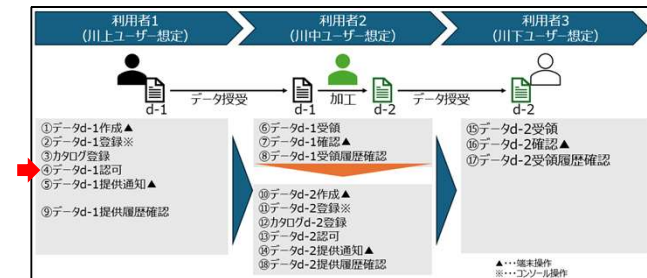 利用者1
(川上ユーザー想定)
利用者2
(川中ユーザー想定)
利用者3
(川下ユーザー想定)
d-1
データ授受
d-1
加工
d-2
データ授受
d-2
①データd-1作成▲
②データd-1登録※
③カタログ登録
④データd-1認可
⑤データd-1提供通知▲
⑨データd-1提供履歴確認
⑥データd-1受領
⑦データd-1確認▲
⑧データd-1受領履歴確認
⑩データd-2作成▲
⑪データd-2登録※
⑫カタログd-2登録
⑬データd-2認可
⑭データd-2提供通知▲
⑱データd-2提供履歴確認
⑮データd-2受領
⑯データd-2確認▲
⑰データd-2受領履歴確認
▲・・・端末操作
※・・・コンソール操作